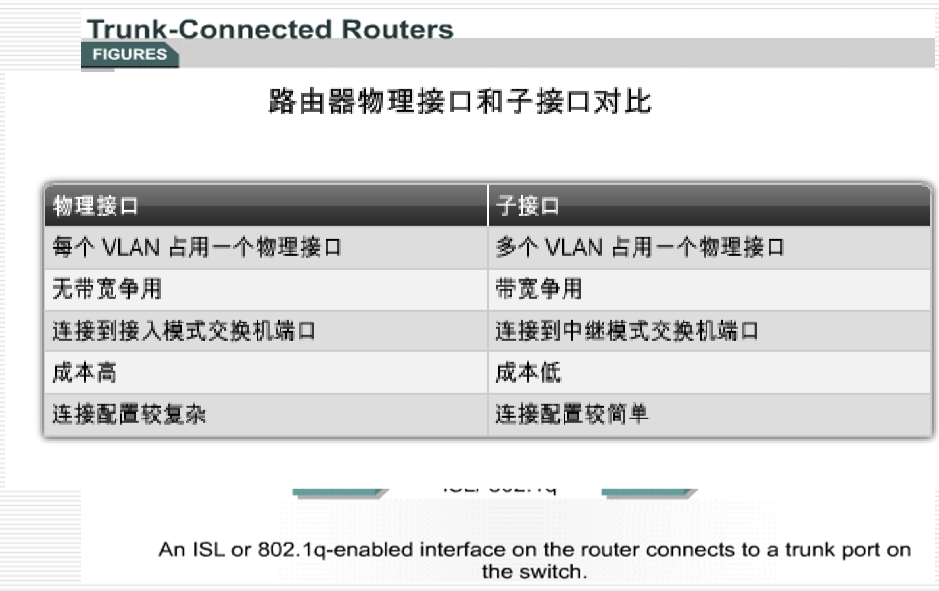 Trunk-Connected Routers
FIGURES
路由器物理接口和子接口对比
物理接口 子接口
每个 VLAN 占用一个物理接口 多个 VLAN 占用一个物理接口
无带宽争用 带宽争用
连接到接入模式交换机端口 连接到中继模式交换机端口
成本高 成本低
连接配置较复杂 连接配置较简单
An ISL or 802.1q-enabled interface on the router connects to a trunk port on
the switch.